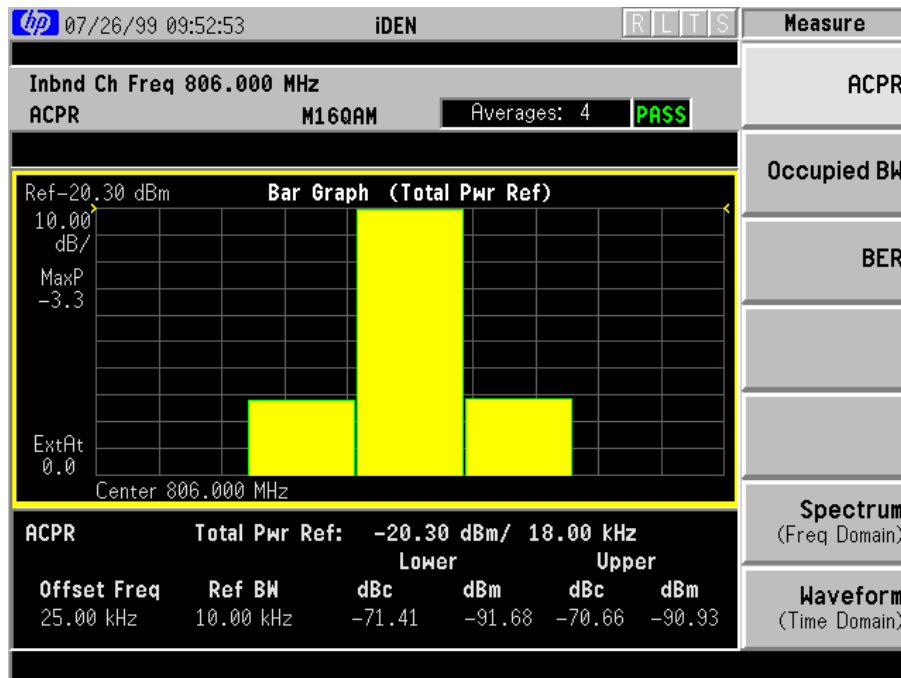 hp 07/26/99 09:52:53 iDEN R L T S Measure
Inbnd Ch Freq 806.000 MHz
ACPR M16QAM Averages: 4 PASS
ACPR
Occupied BW
BER
Spectrum
(Freq Domain)
Waveform
(Time Domain)
Ref-20.30 dBm Bar Graph (Total Pwr Ref)
10.00
dB/
MaxP
-3.3
ExtAt
0.0
Center 806.000 MHz
ACPR Total Pwr Ref: -20.30 dBm/ 18.00 kHz
Lower Upper
Offset Freq Ref BW dBc dBm dBc dBm
25.00 kHz 10.00 kHz -71.41 -91.68 -70.66 -90.93